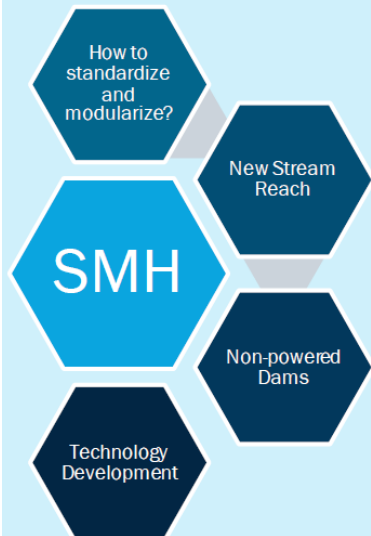 How to
standardize
and
modularize?
New Stream
Reach
SMH
Non-powered
Dams
Technology
Development